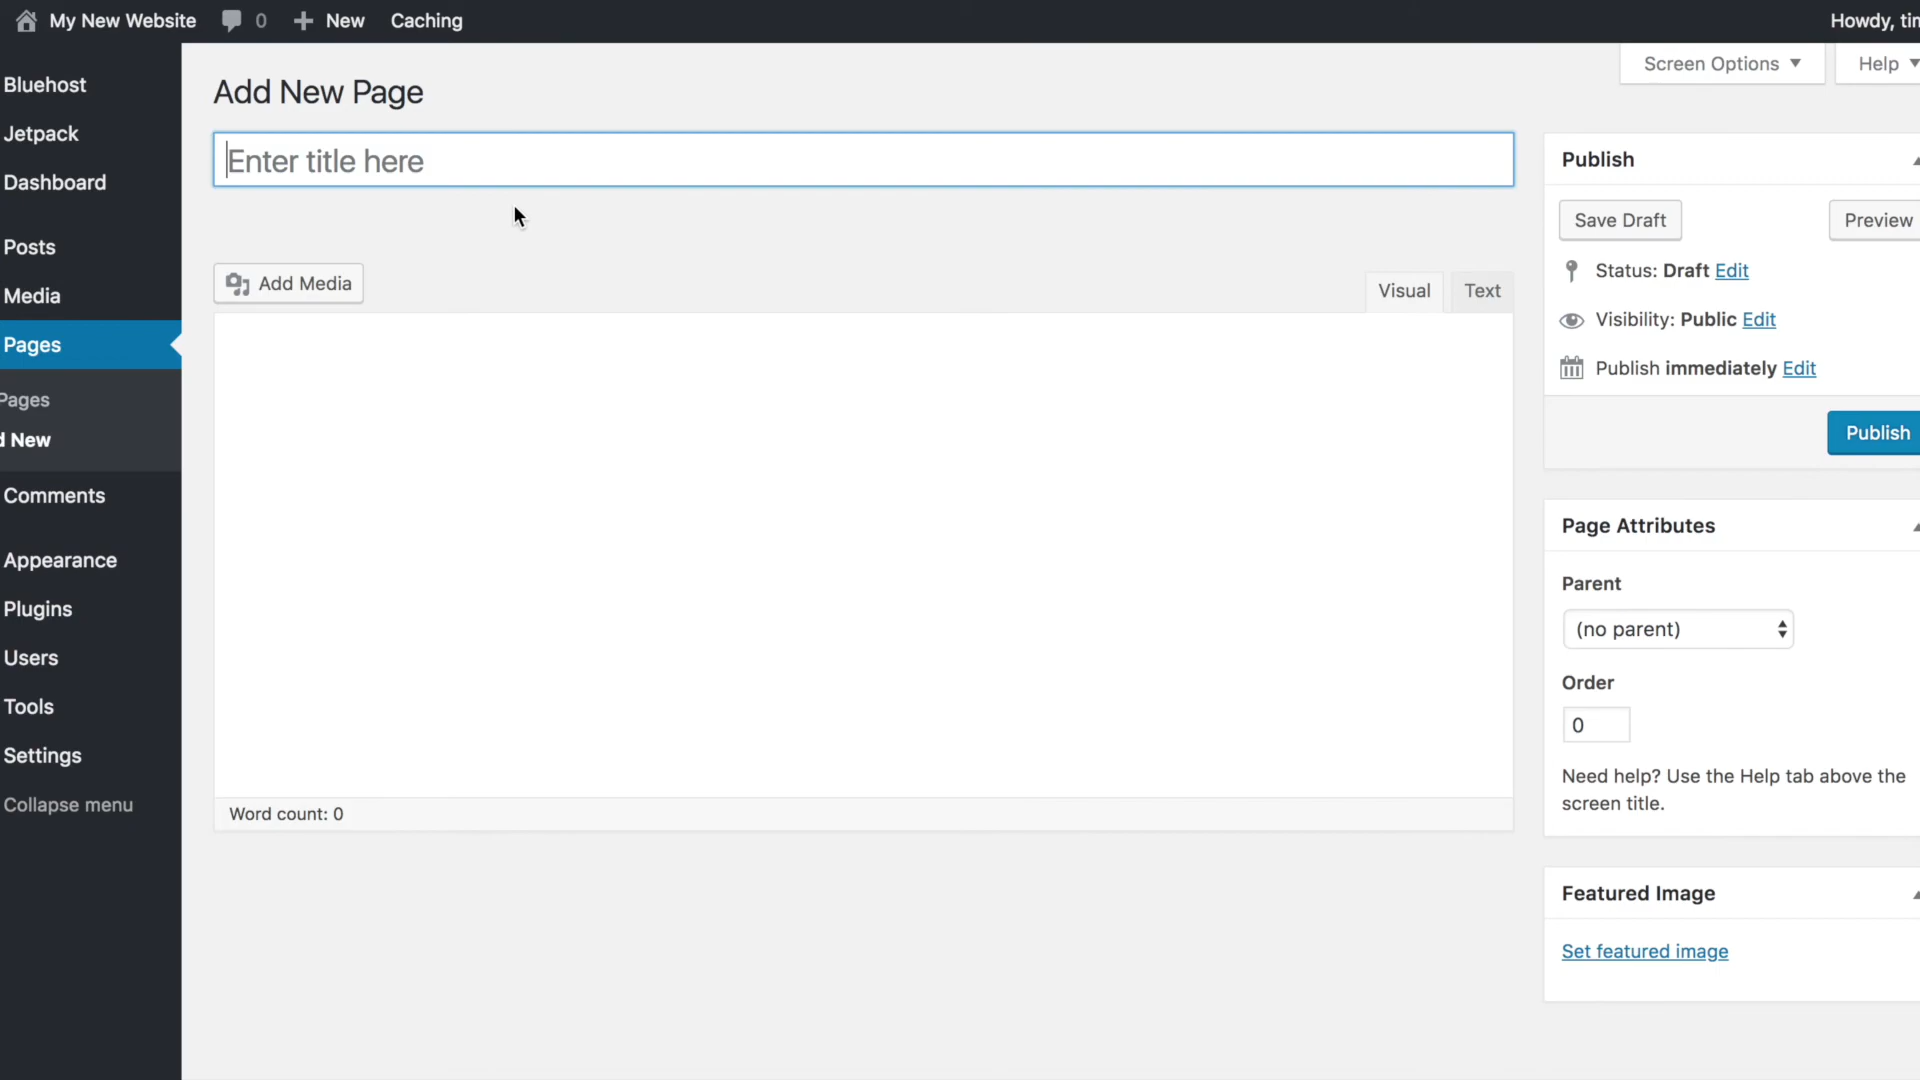 My New Website 0 New Caching Howdy, tim
Screen Options Help
Bluehost
Jetpack
Dashboard
Posts
Media
Pages
Pages
d New
Comments
Appearance
Plugins
Users
Tools
Settings
Collapse menu
Add New Page
Enter title here
Add Media
Visual Text
Word count: 0
Publish
Save Draft Preview
Status: Draft Edit
Visibility: Public Edit
Publish immediately Edit
Publish
Page Attributes
Parent
(no parent)
Order
0
Need help? Use the Help tab above the
screen title.
Featured Image
Set featured image